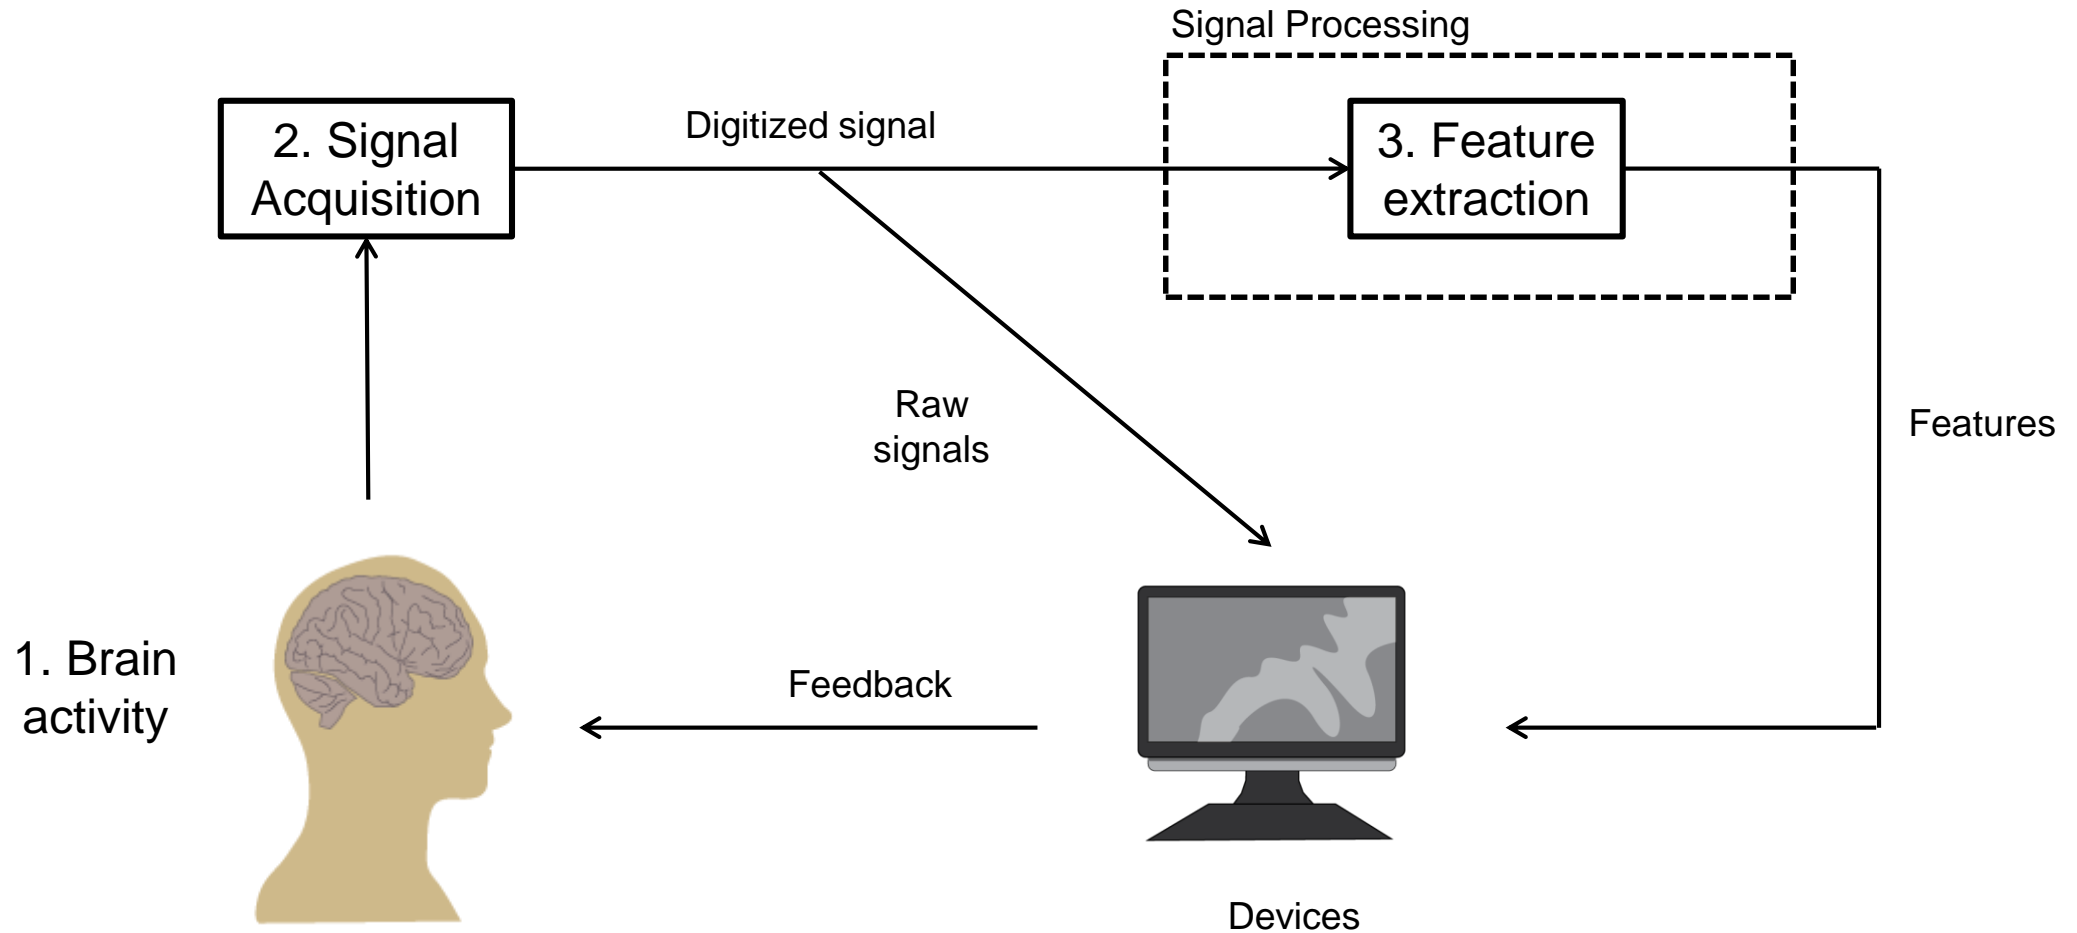 Signal Processing
2. Signal
Acquisition
Digitized signal
3. Feature
extraction
Raw
signals
Features
1. Brain
activity
Feedback
Devices